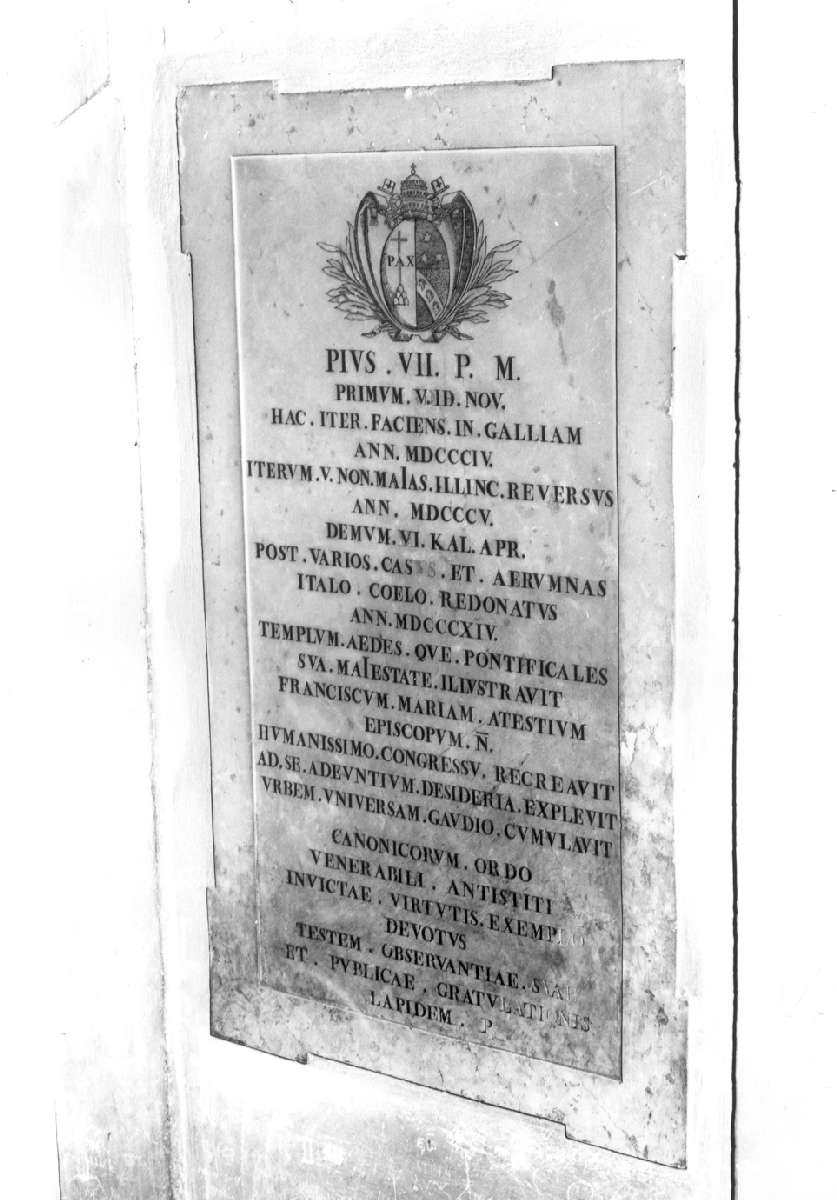 PAX
PIVS . VII. P. M.
PRIMVM . V. ID. NOV.
HAC . ITER . FACIENS . IN . GALLIAM
ANN. MDCCCIV.
ITERVM . V. NON. MAIAS . ILLINC . REVERSVS
ANN. MDCCCV.
DEMVM . VI. KAL. APR.
POST . VARIOS . CASVS . ET . AERVMNAS
ITALO . COELO . REDONATVS
ANN. MDCCCXIV.
TEMPLVM . AEDES . QVE . PONTIFICALES
SVA . MAIESTATE . ILLVSTRAVIT
FRANCISCVM . MARIAM . ATESTIVM
EPISCOPVM . N̄.
HVMANISSIMO . CONGRESSV . RECREAVIT
AD . SE . ADEVNTIVM . DESIDERIA . EXPLEVIT
VRBEM . VNIVERSAM . GAVDIO . CVMVLAVIT
CANONICORVM . ORDO
VENERABILI . ANTISTITI
INVICTAE . VIRTVTIS . EXEMPLO
DEVOTVS
TESTEM . OBSERVANTIAE . SVAE
ET . PVBLICAE . GRATVLATIONIS
LAPIDEM . P.